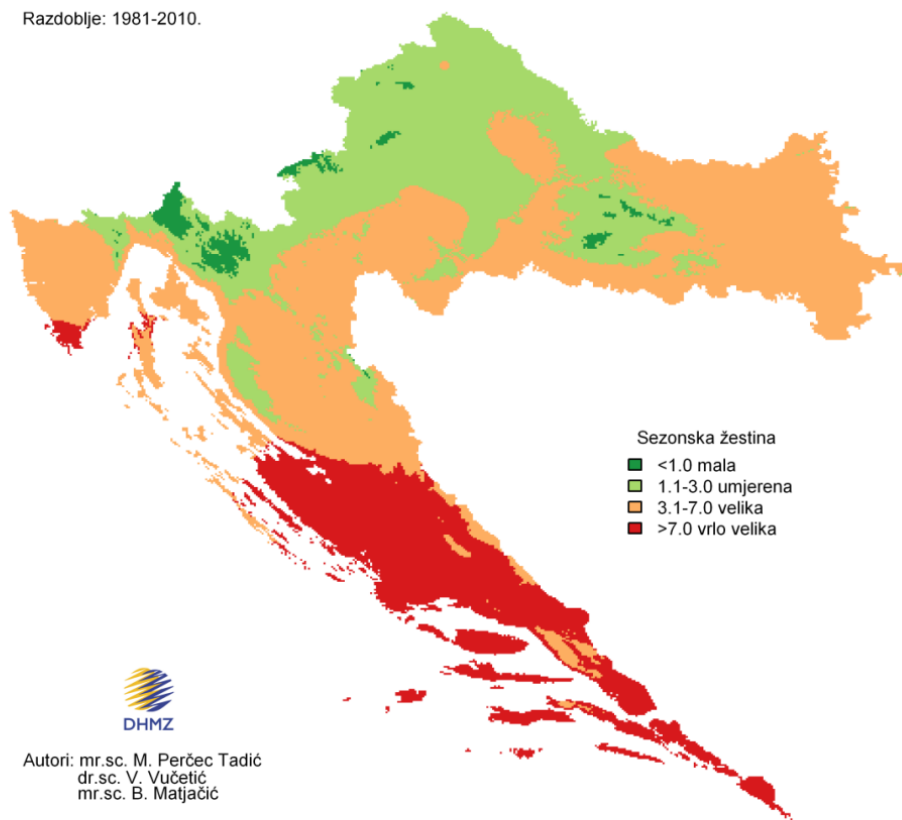 Razdoblje: 1981-2010.
Sezonska žestina
<1.0 mala
1.1-3.0 umjerena
3.1-7.0 velika
>7.0 vrlo velika
DHMZ
Autori: mr.sc. M. Perčec Tadić
dr.sc. V. Vučetić
mr.sc. B. Matjačić